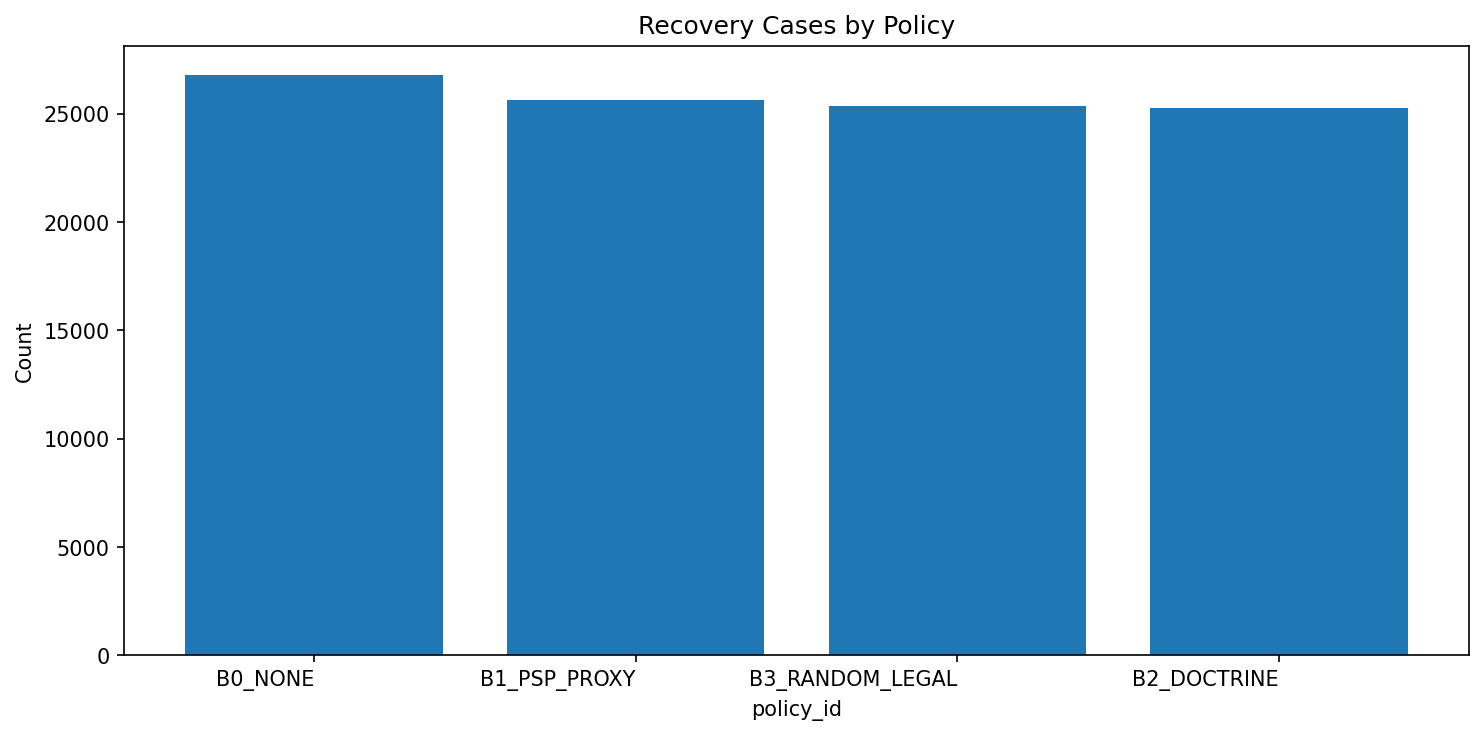 Recovery Cases by Policy
Count
25000
20000
15000
10000
5000
0
B0_NONE B1_PSP_PROXY B3_RANDOM_LEGAL B2_DOCTRINE
policy_id